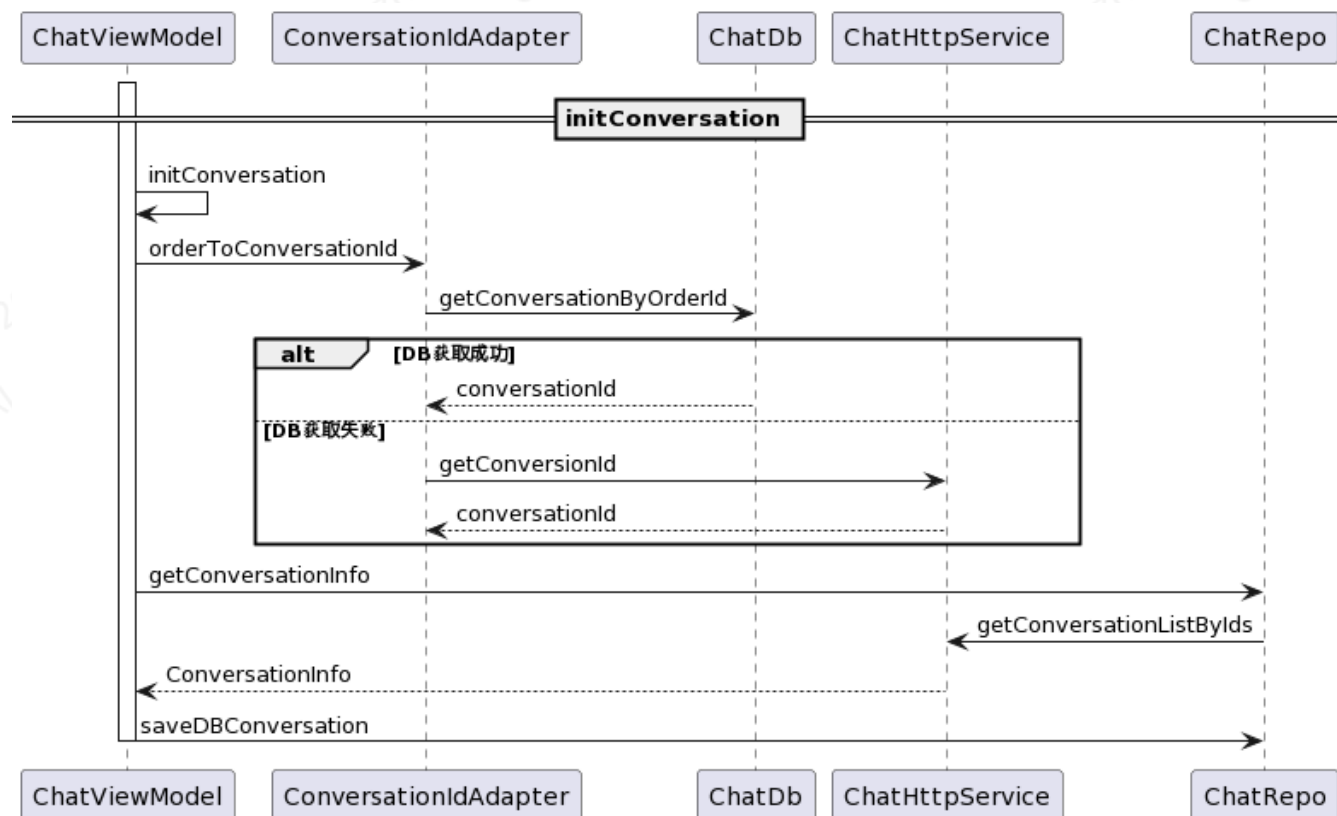 ChatViewModel ConversationIdAdapter ChatDb ChatHttpService ChatRepo
initConversation
initConversation
orderToConversationId
getConversationByOrderId
alt [DB获取成功]
conversationId
[DB获取失败]
getConversionId
conversationId
getConversationInfo
getConversationListByIds
ConversationInfo
saveDBConversation
ChatViewModel ConversationIdAdapter ChatDb ChatHttpService ChatRepo